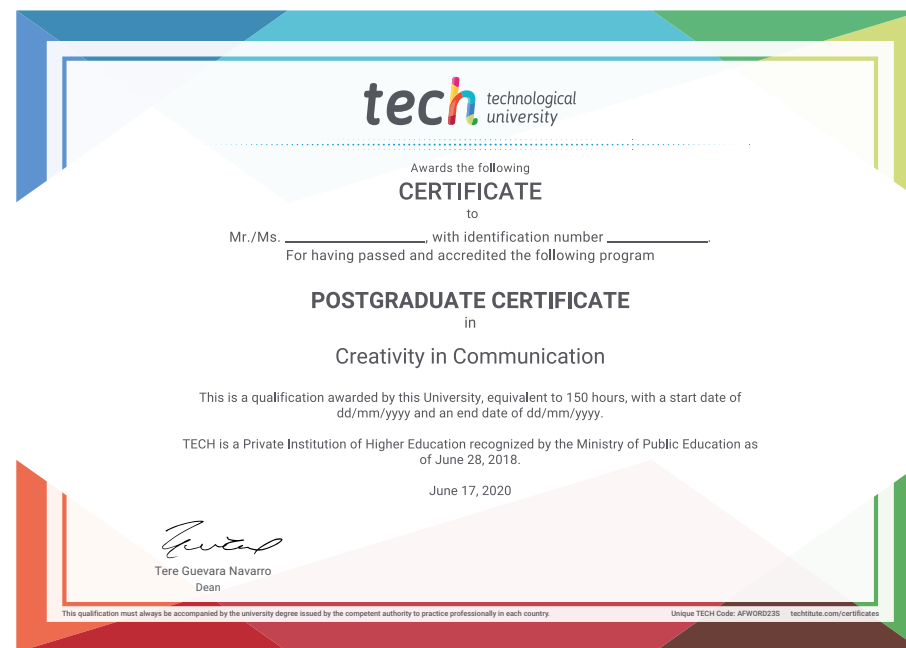 tech technological
university
Awards the following
CERTIFICATE
to
Mr./Ms. ____________, with identification number ____________.
For having passed and accredited the following program
POSTGRADUATE CERTIFICATE
in
Creativity in Communication
This is a qualification awarded by this University, equivalent to 150 hours, with a start date of
dd/mm/yyyy and an end date of dd/mm/yyyy.
TECH is a Private Institution of Higher Education recognized by the Ministry of Public Education as
of June 28, 2018.
June 17, 2020
Tere Guevara Navarro
Dean
This qualification must always be accompanied by the university degree issued by the competent authority to practice professionally in each country. Unique TECH Code: AFWORD23S techtitute.com/certificates